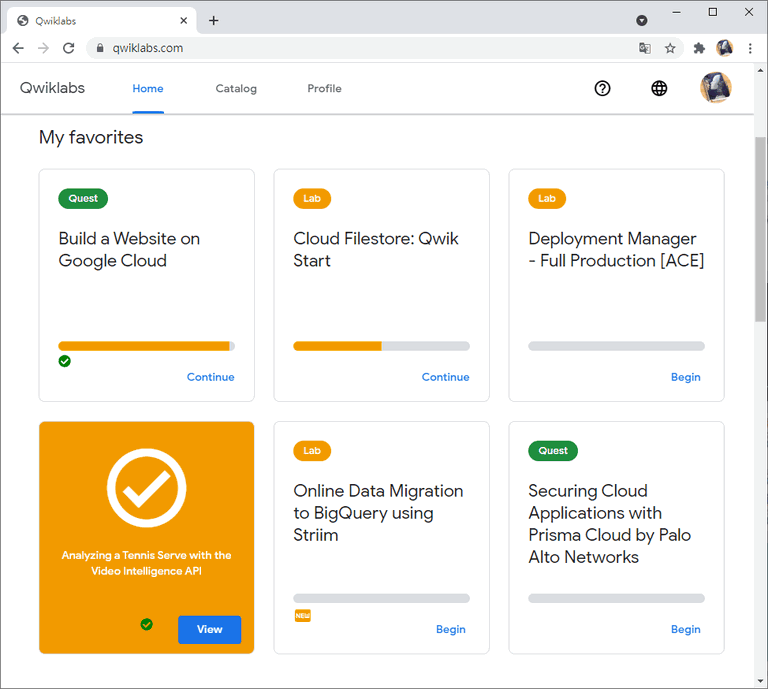 Qwiklabs
qwiklabs.com
Qwiklabs Home Catalog Profile
My favorites
Quest
Build a Website on
Google Cloud
Continue
Lab
Cloud Filestore: Qwik
Start
Continue
Lab
Deployment Manager
- Full Production [ACE]
Begin
Analyzing a Tennis Serve with the
Video Intelligence API
View
Lab
Online Data Migration
to BigQuery using
Striim
NEW
Begin
Quest
Securing Cloud
Applications with
Prisma Cloud by Palo
Alto Networks
Begin